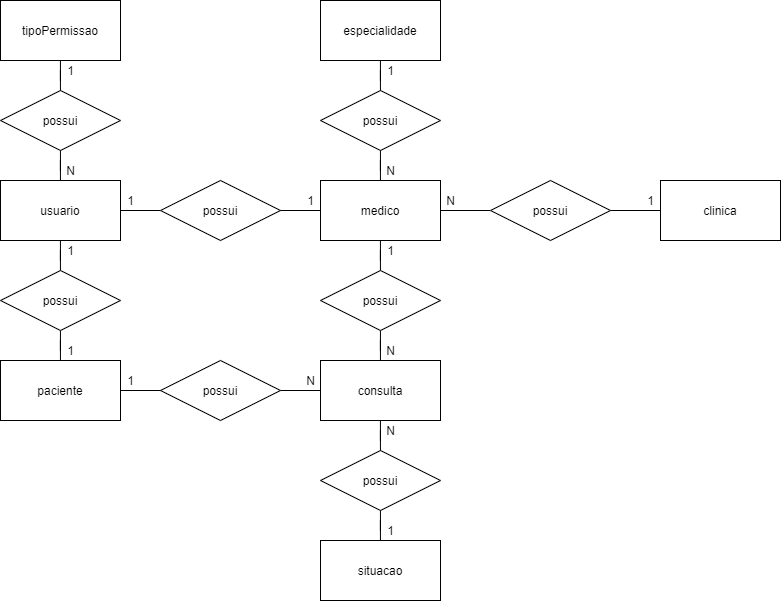 tipoPermissao
especialidade
1
1
possui
possui
N
N
usuario
1
possui
1
medico
N
possui
1
clinica
1
1
possui
possui
1
N
paciente
1
possui
N
consulta
N
possui
1
situacao